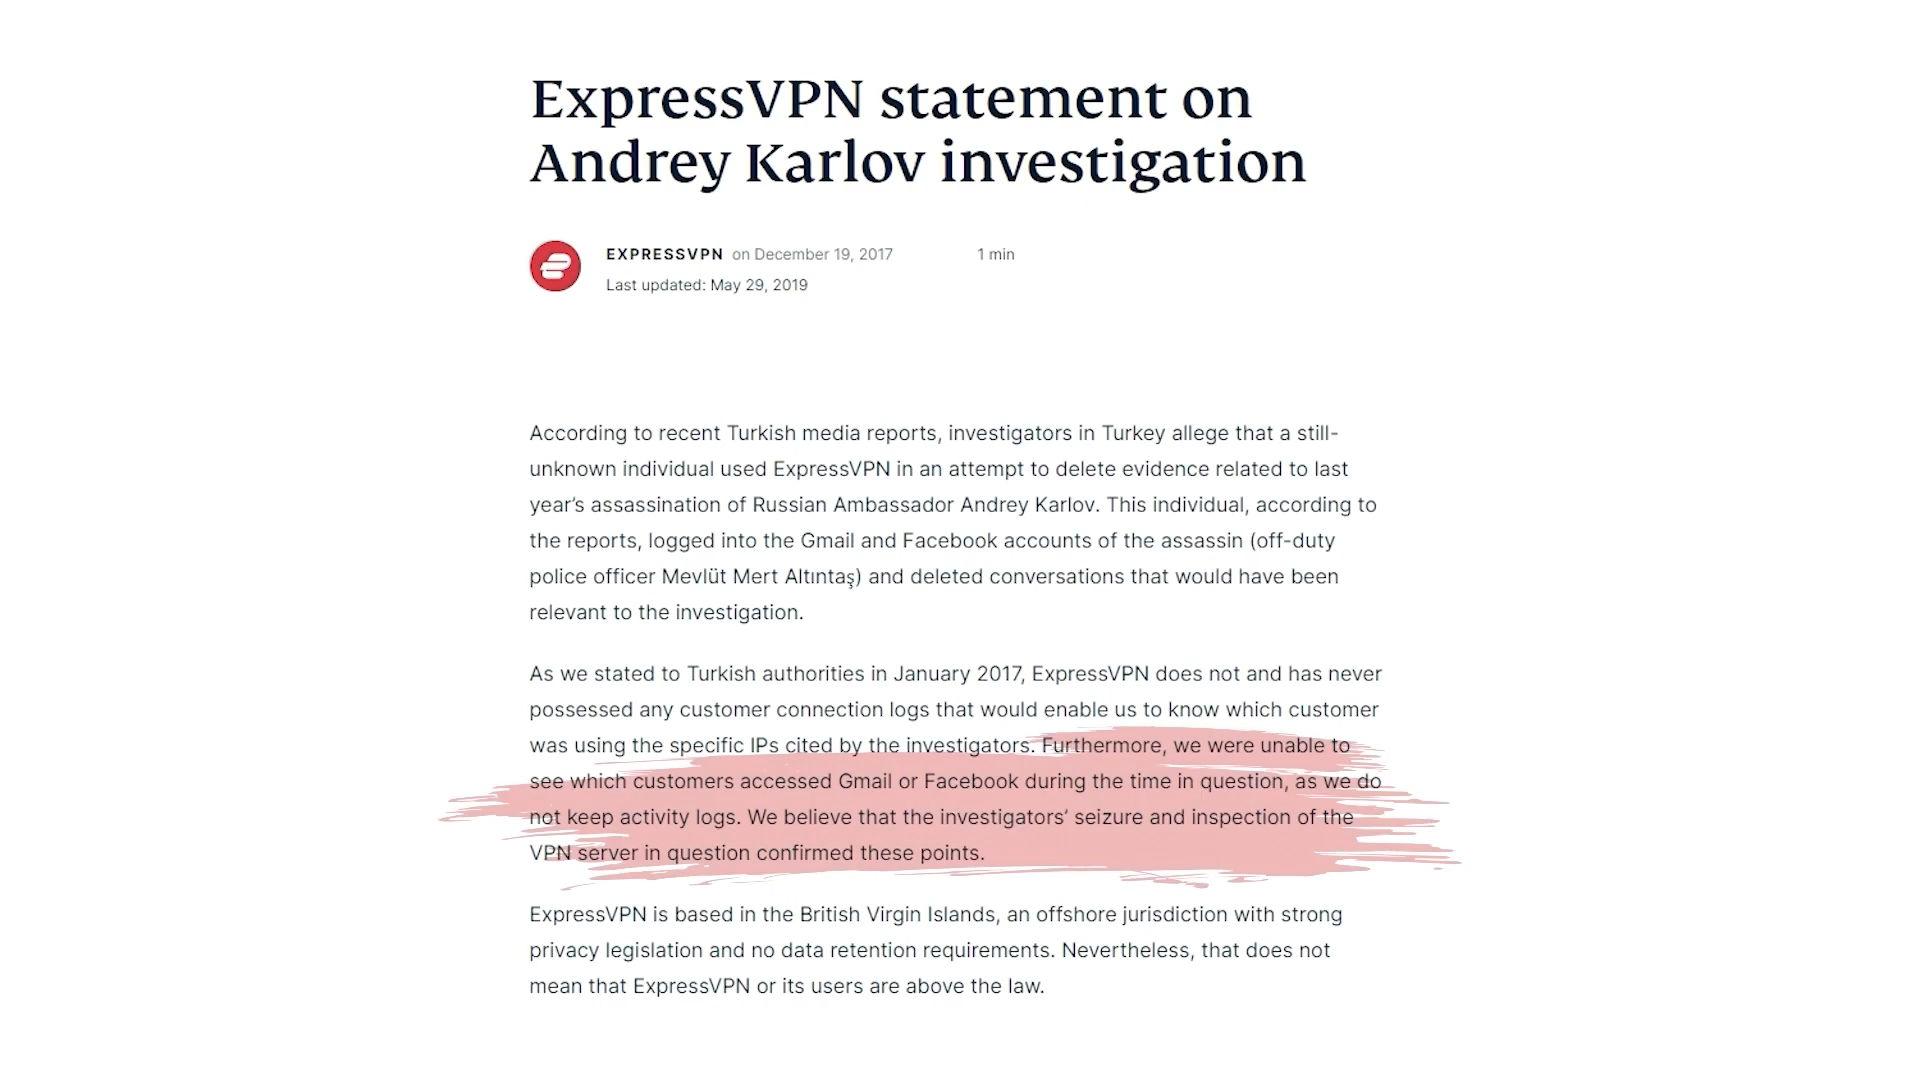 ExpressVPN statement on
Andrey Karlov investigation
EXPRESSVPN on December 19, 2017 1 min
Last updated: May 29, 2019
According to recent Turkish media reports, investigators in Turkey allege that a still-
unknown individual used ExpressVPN in an attempt to delete evidence related to last
year’s assassination of Russian Ambassador Andrey Karlov. This individual, according to
the reports, logged into the Gmail and Facebook accounts of the assassin (off-duty
police officer Mevlüt Mert Altıntaş) and deleted conversations that would have been
relevant to the investigation.
As we stated to Turkish authorities in January 2017, ExpressVPN does not and has never
possessed any customer connection logs that would enable us to know which customer
was using the specific IPs cited by the investigators. Furthermore, we were unable to
see which customers accessed Gmail or Facebook during the time in question, as we do
not keep activity logs. We believe that the investigators’ seizure and inspection of the
VPN server in question confirmed these points.
ExpressVPN is based in the British Virgin Islands, an offshore jurisdiction with strong
privacy legislation and no data retention requirements. Nevertheless, that does not
mean that ExpressVPN or its users are above the law.